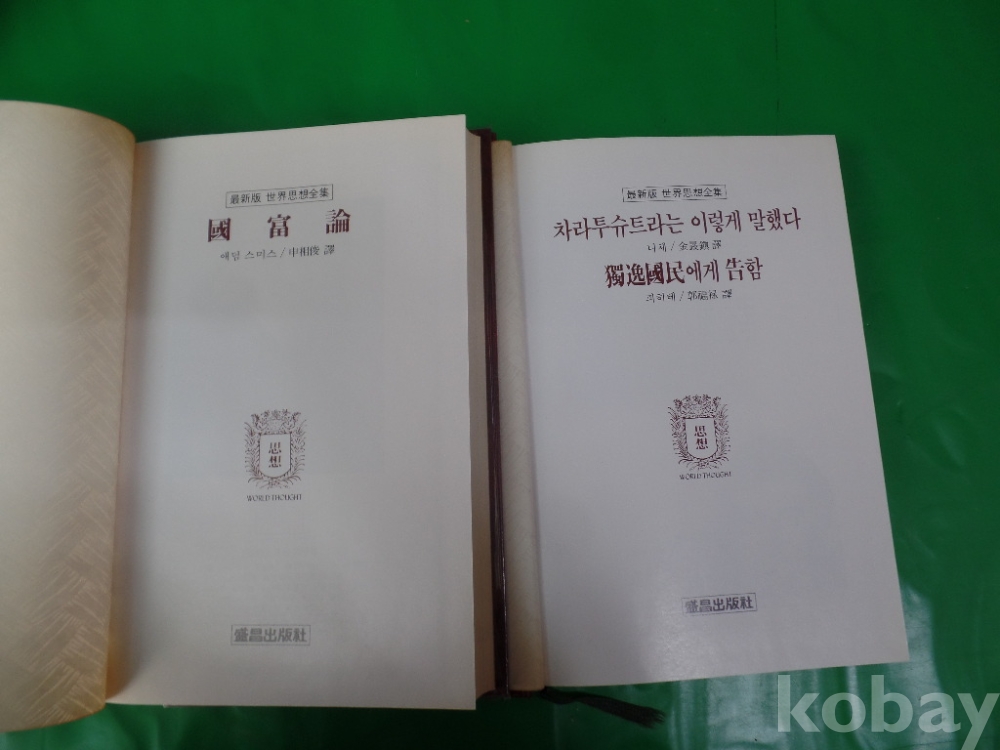 最新版 世界思想全集
國富論
애덤 스미스 / 申相俊 譯
思想
WORLD THOUGHT
盛昌出版社
最新版 世界思想全集
차라투슈트라는 이렇게 말했다
니체 / 譯
獨逸國民에게 告함
피히테 / 郭福祿 譯
思想
WORLD THOUGHT
盛昌出版社
kobay